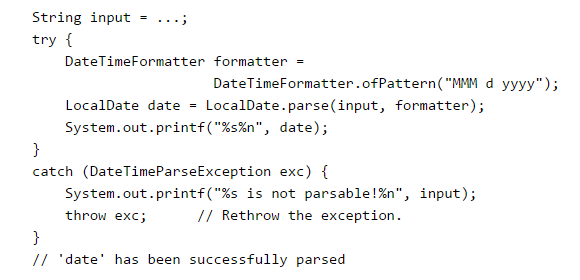 String input = ...;
try {
    DateTimeFormatter formatter =
                      DateTimeFormatter.ofPattern("MMM d yyyy");
    LocalDate date = LocalDate.parse(input, formatter);
    System.out.printf("%s%n", date);
}
catch (DateTimeParseException exc) {
    System.out.printf("%s is not parsable!%n", input);
    throw exc;      // Rethrow the exception.
}
// 'date' has been successfully parsed